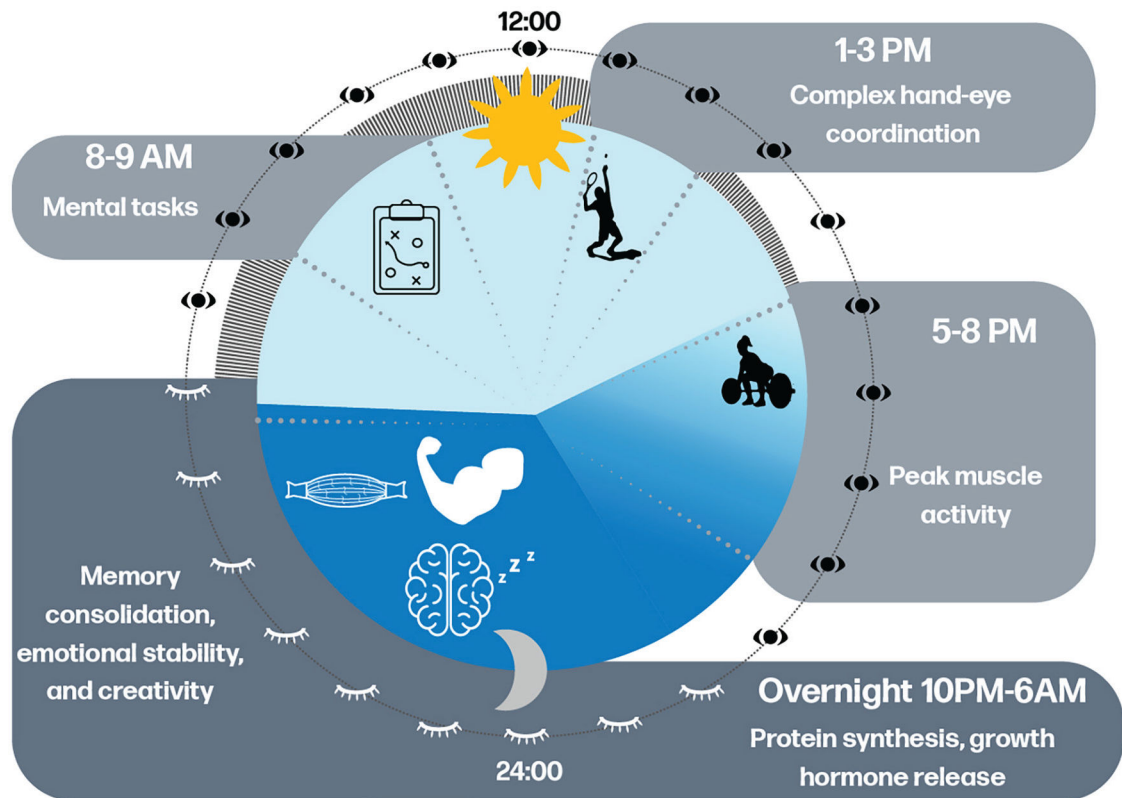 12:00
1-3 PM
Complex hand-eye
coordination
8-9 AM
Mental tasks
5-8 PM
Peak muscle
activity
z z z z
Memory
consolidation,
emotional stability,
and creativity
Overnight 10PM-6AM
Protein synthesis, growth
hormone release
24:00